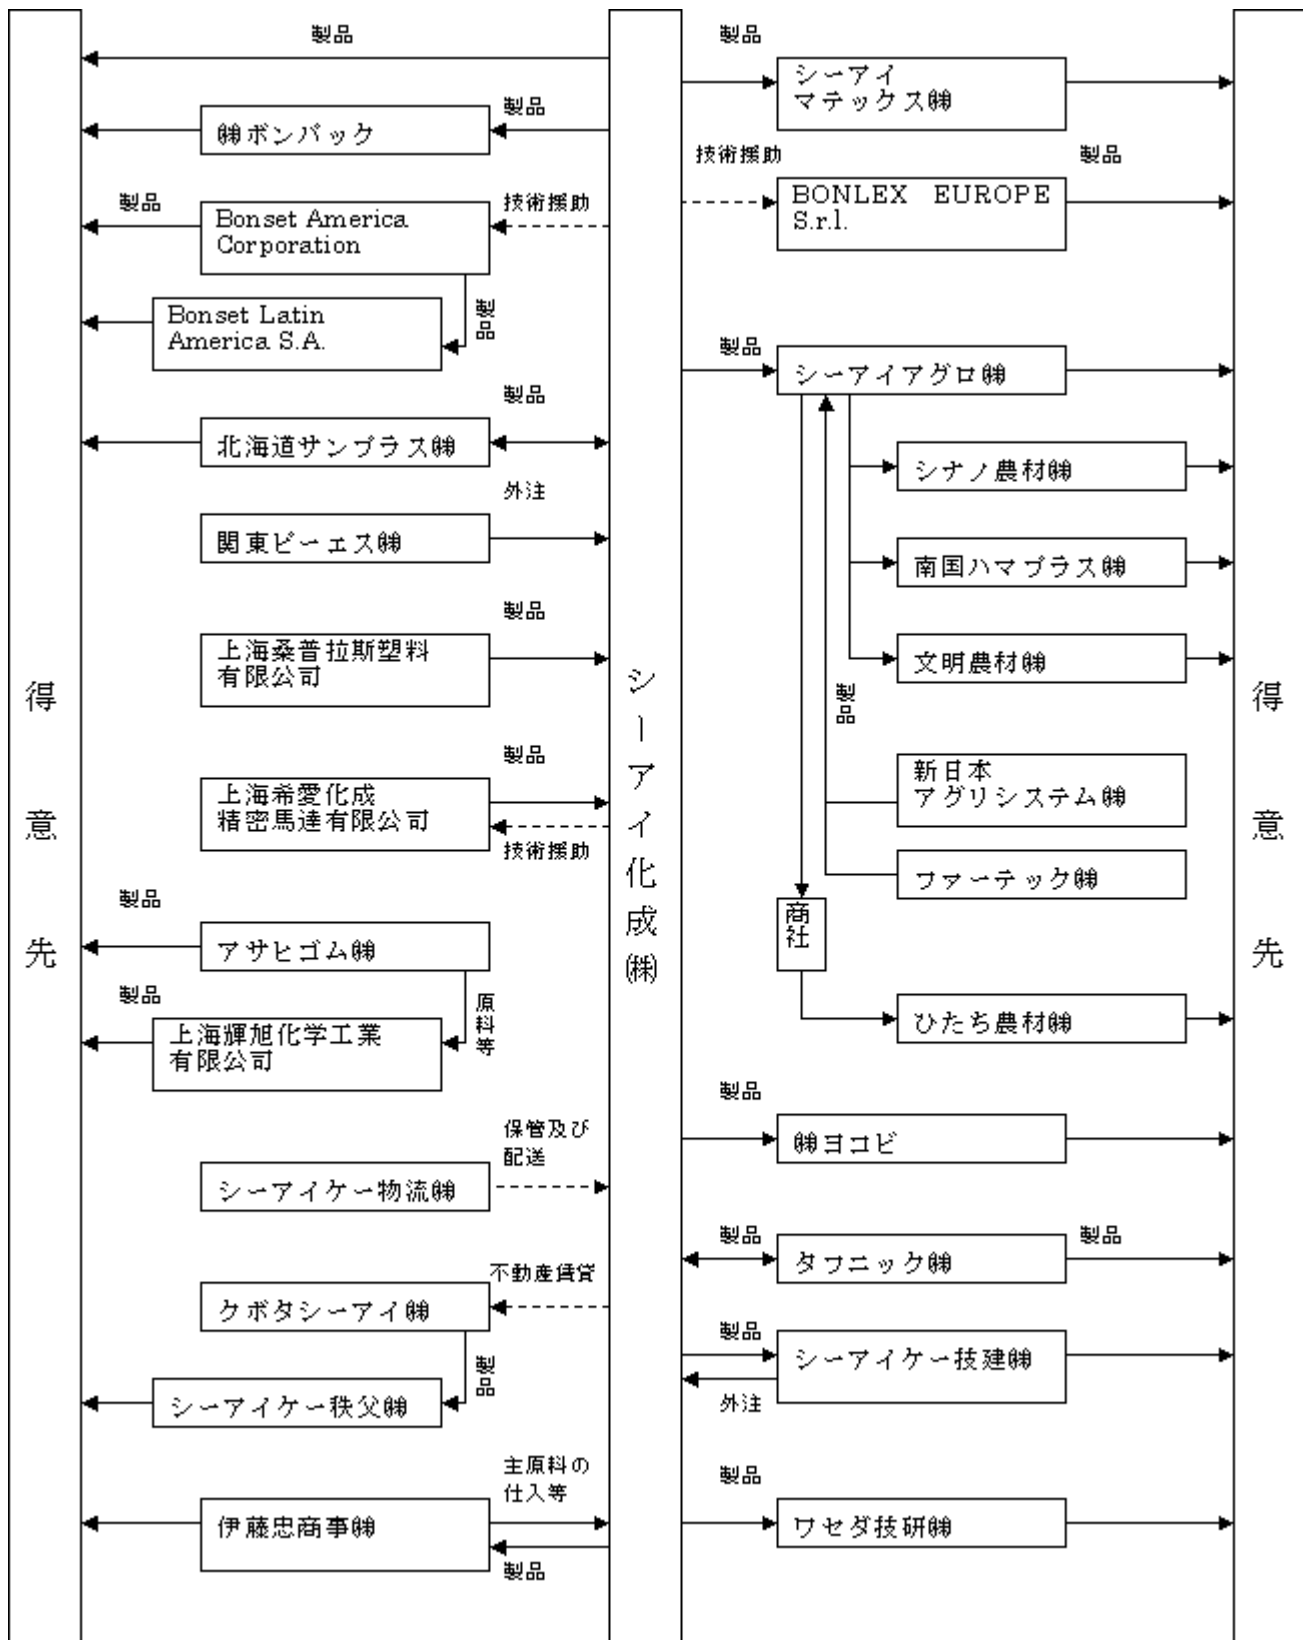 得意先
製品
㈱ボンパック
製品
製品
Bonset America
Corporation
技術援助
Bonset Latin
America S.A.
製品
製品
北海道サンプラス㈱
外注
関東ピーエス㈱
製品
上海桑普拉斯塑料
有限公司
製品
上海希愛化成
精密馬達有限公司
技術援助
製品
アサヒゴム㈱
製品
原料等
上海輝旭化学工業
有限公司
保管及び
配送
シーアイケー物流㈱
不動産賃貸
クボタシーアイ㈱
製品
シーアイケー秩父㈱
主原料の
仕入等
伊藤忠商事㈱
製品
シーアイ化成㈱
製品
シーアイ
マテックス㈱
技術援助
製品
BONLEX EUROPE
S.r.l.
製品
シーアイアグロ㈱
シナノ農材㈱
南国ハマプラス㈱
文明農材㈱
製品
新日本
アグリシステム㈱
ファーテック㈱
商社
ひたち農材㈱
製品
㈱ヨコビ
製品
製品
タフニック㈱
製品
シーアイケー技建㈱
外注
製品
ワセダ技研㈱
得意先